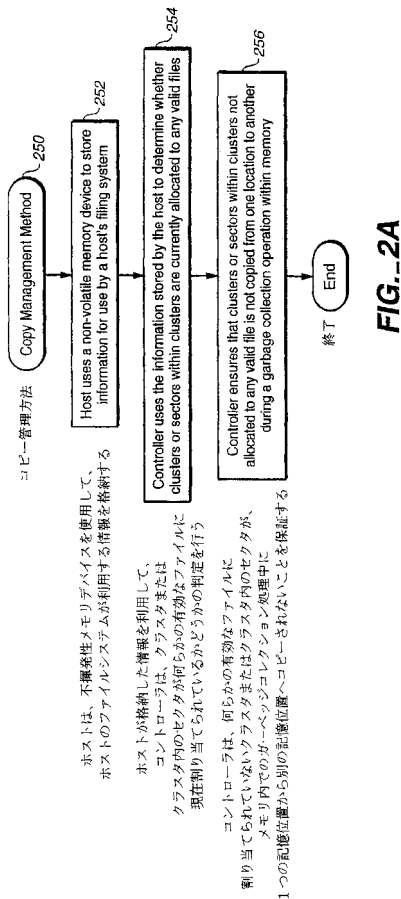 コピー管理方法
Copy Management Method
250
ホストは、不揮発性メモリデバイスを使用して、
ホストのファイルシステムが利用する情報を格納する
Host uses a non-volatile memory device to store
information for use by a host's filing system
252
ホストが格納した情報を利用して、
コントローラは、クラスタまたは
クラスタ内のセクタが何らかの有効なファイルに
現在割り当てられているかどうかの判定を行う
Controller uses the information stored by the host to determine whether
clusters or sectors within clusters are currently allocated to any valid files
254
コントローラは、何らかの有効なファイルに
割り当てられていないクラスタまたはクラスタ内のセクタが、
メモリ内でのガーベッジコレクション処理中に
1つの記憶位置から別の記憶位置へコピーされないことを保証する
Controller ensures that clusters or sectors within clusters not
allocated to any valid file is not copied from one location to another
during a garbage collection operation within memory
256
終了
End
FIG._2A